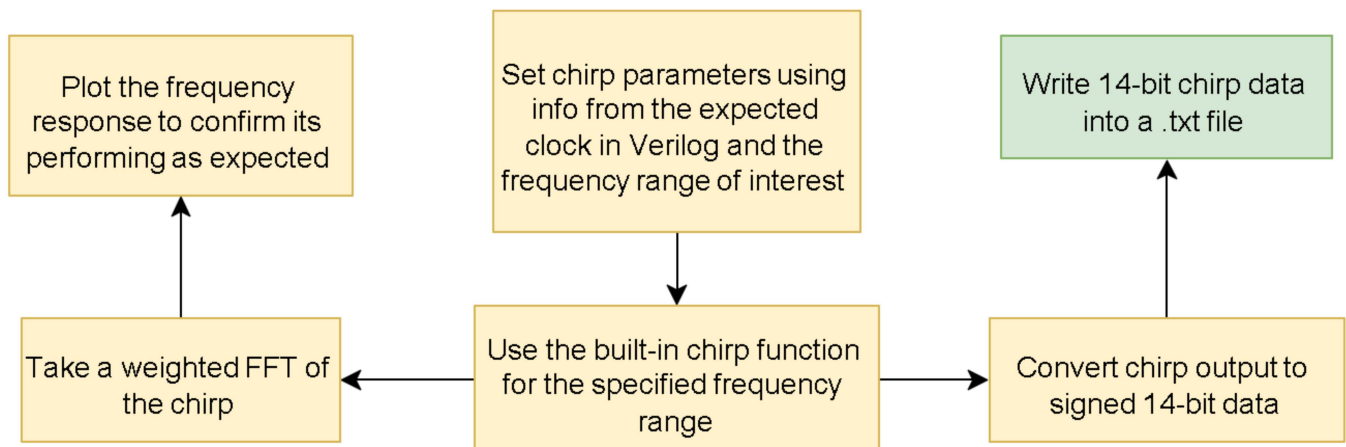 Plot the frequency
response to confirm its
performing as expected
Set chirp parameters using
info from the expected
clock in Verilog and the
frequency range of interest
Write 14-bit chirp data
into a .txt file
Take a weighted FFT of
the chirp
Use the built-in chirp function
for the specified frequency
range
Convert chirp output to
signed 14-bit data